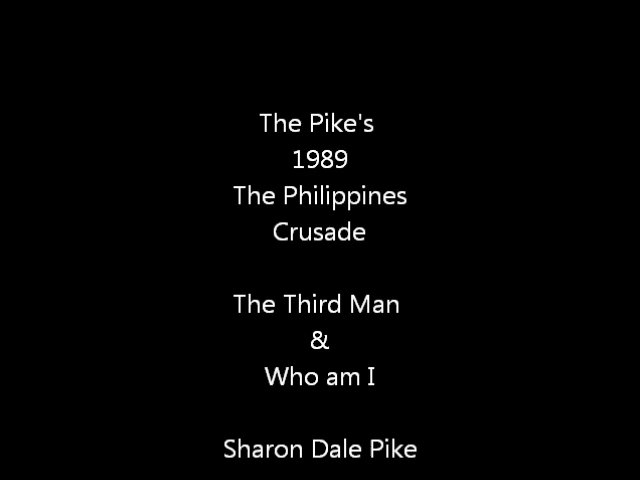 The Pike's
1989
The Philippines
Crusade
The Third Man
&
Who am I
Sharon Dale Pike